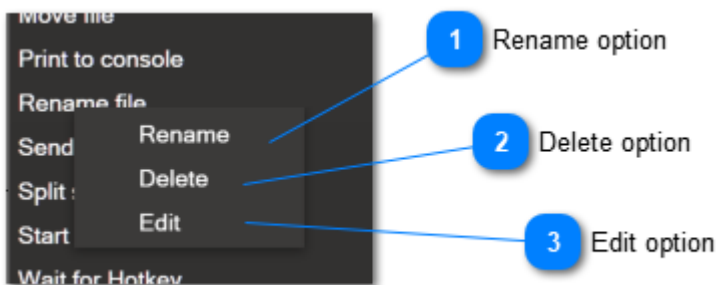 Move file
Print to console
Rename file
Send
Split s
Start
Wait for Hotkey
Rename
Delete
Edit
1 Rename option
2 Delete option
3 Edit option